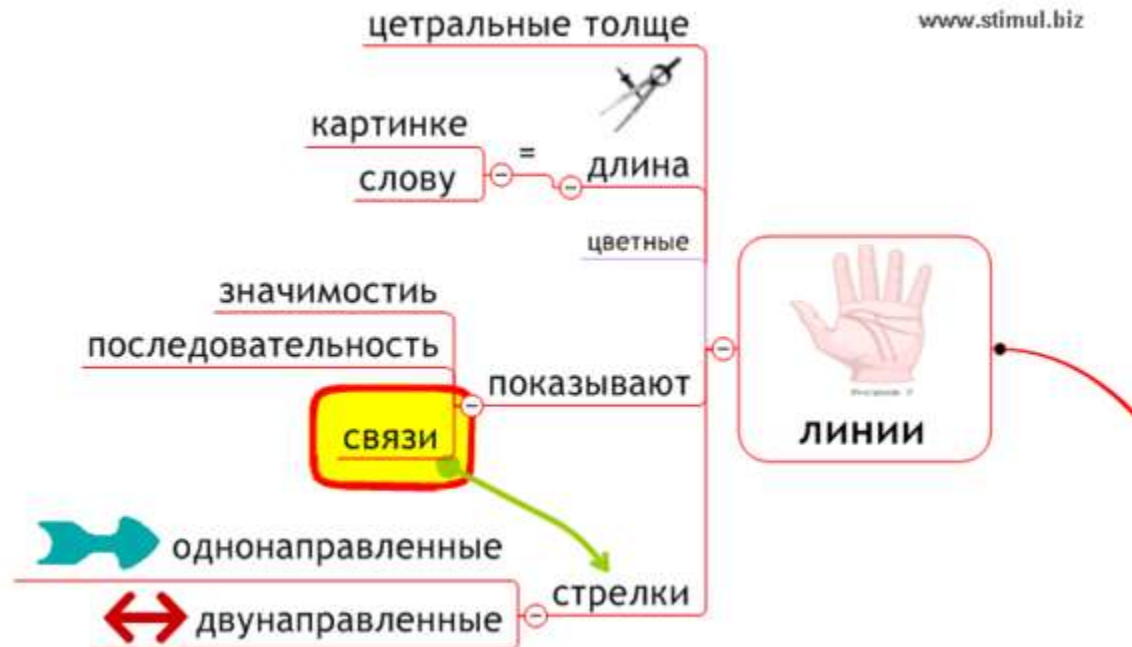 www.stimul.biz
цетральные толще
картинке
=
длина
слову
цветные
значимостиь
последовательность
показывают
связи
линии
однонаправленные
стрелки
двунаправленные